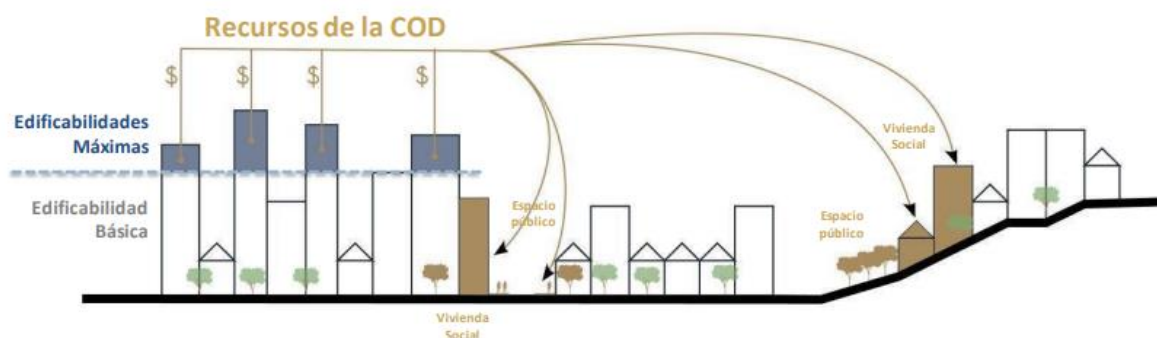 Recursos de la COD
$ $ $ $
Edificabilidades
Máximas
Edificabilidad
Básica
Espacio
público
Vivienda
Social
Vivienda
Social
Espacio
público